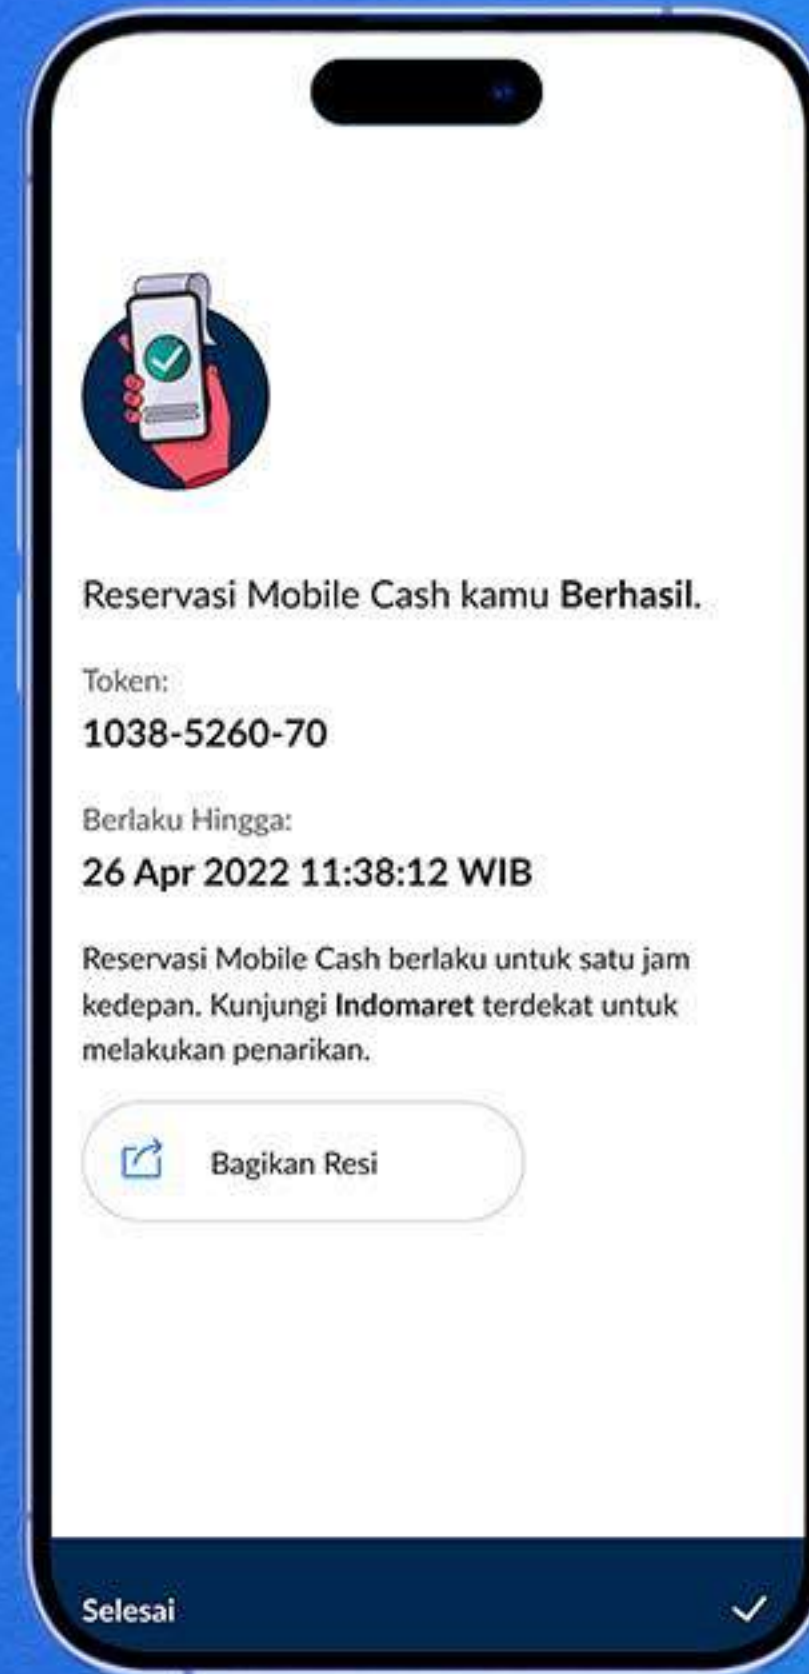 Reservasi Mobile Cash kamu Berhasil.
Token:
1038-5260-70
Berlaku Hingga:
26 Apr 2022 11:38:12 WIB
Reservasi Mobile Cash berlaku untuk satu jam
kedepan. Kunjungi Indomaret terdekat untuk
melakukan penarikan.
Bagikan Resi
Selesai